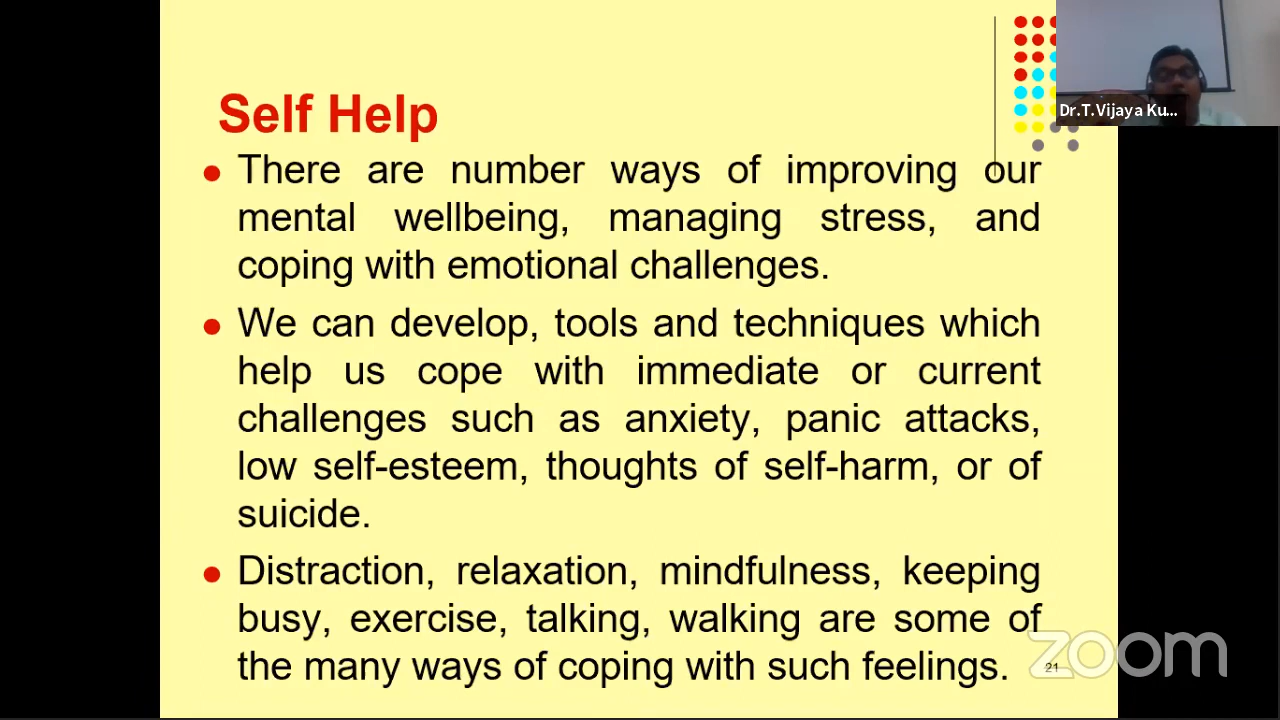 Self Help
Dr.T.Vijaya Ku...
There are number ways of improving our
mental wellbeing, managing stress, and
coping with emotional challenges.
We can develop, tools and techniques which
help us cope with immediate or current
challenges such as anxiety, panic attacks,
low self-esteem, thoughts of self-harm, or of
suicide.
Distraction, relaxation, mindfulness, keeping
busy, exercise, talking, walking are some of
the many ways of coping with such feelings.
21
zoom